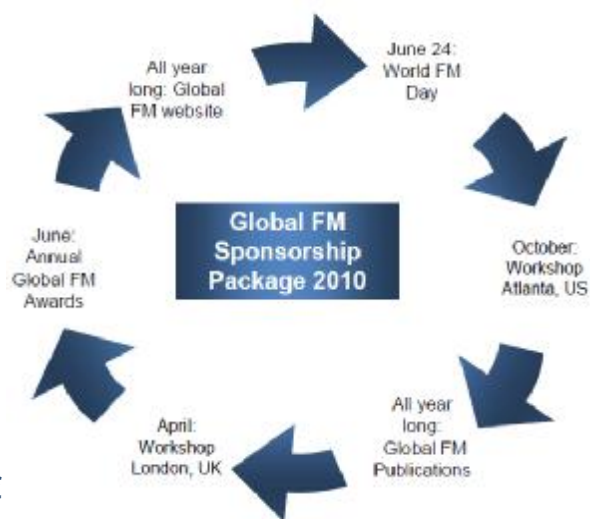 All year
long: Global
FM website
June 24:
World FM
Day
Global FM
Sponsorship
Package 2010
June:
Annual
Global FM
Awards
October:
Workshop
Atlanta, US
All year
long:
Global FM
Publications
April:
Workshop
London, UK